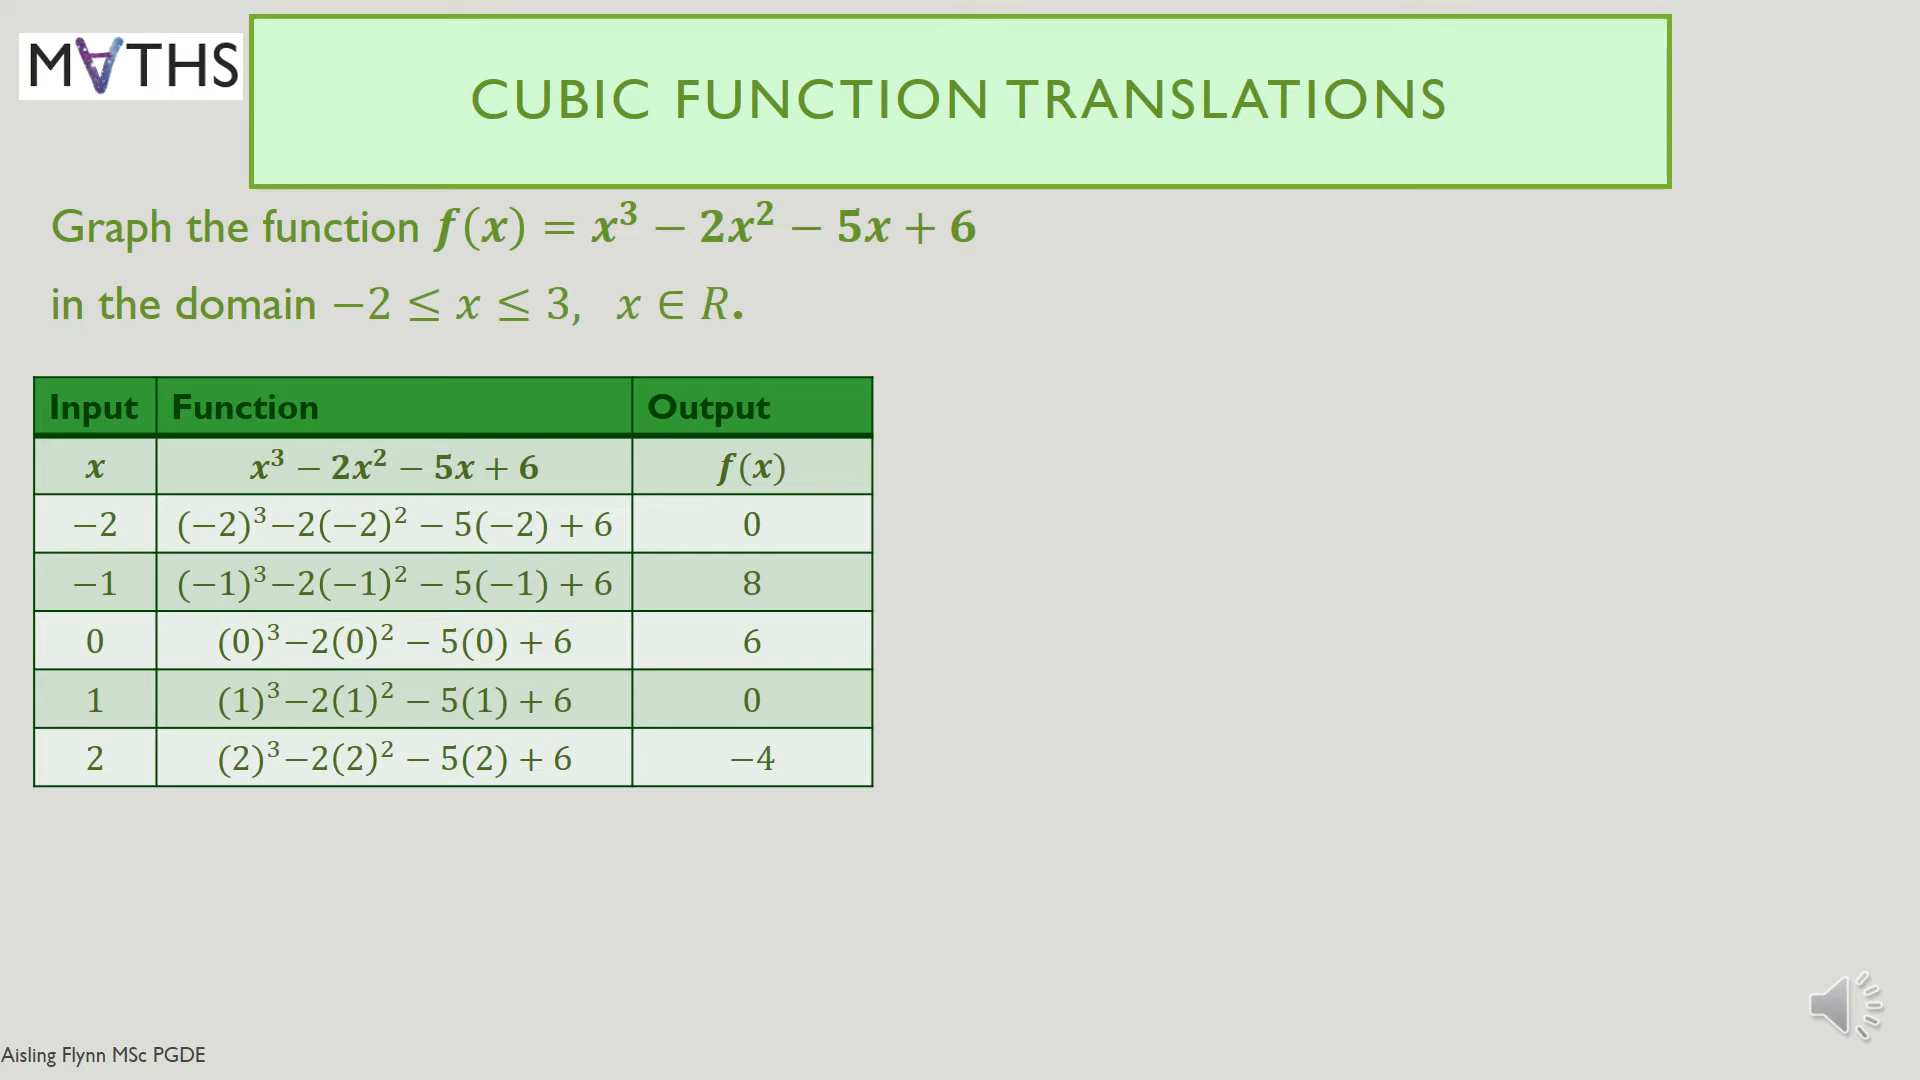 M∀THS
CUBIC FUNCTION TRANSLATIONS
Graph the function f(x) = x³ − 2x² − 5x + 6
in the domain −2 ≤ x ≤ 3, x ∈ R.
Input Function Output
x x³ − 2x² − 5x + 6 f(x)
−2 (−2)³−2(−2)² − 5(−2) + 6 0
−1 (−1)³−2(−1)² − 5(−1) + 6 8
0 (0)³−2(0)² − 5(0) + 6 6
1 (1)³−2(1)² − 5(1) + 6 0
2 (2)³−2(2)² − 5(2) + 6 −4
Aisling Flynn MSc PGDE